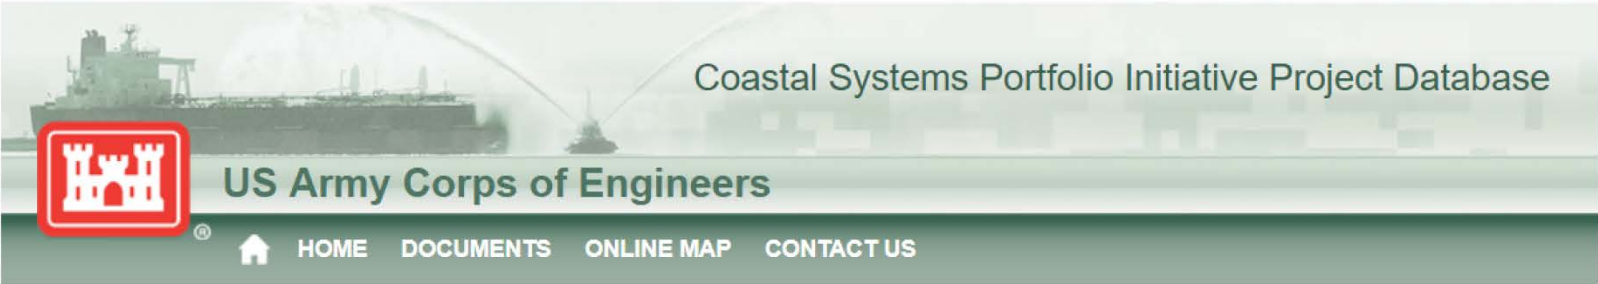 Coastal Systems Portfolio Initiative Project Database
US Army Corps of Engineers
®
HOME DOCUMENTS ONLINE MAP CONTACT US